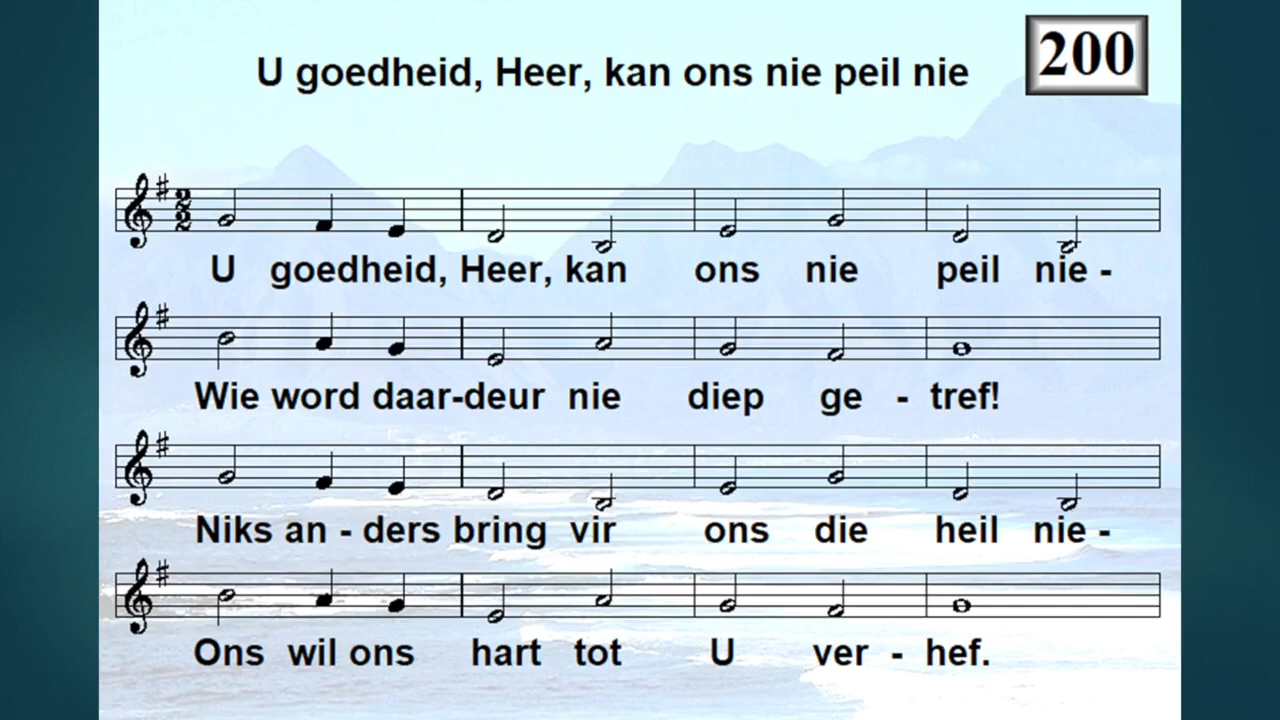 U goedheid, Heer, kan ons nie peil nie
200
U goedheid, Heer, kan ons nie peil nie -
Wie word daar-deur nie diep ge - tref!
Niks an - ders bring vir ons die heil nie -
Ons wil ons hart tot U ver - hef.